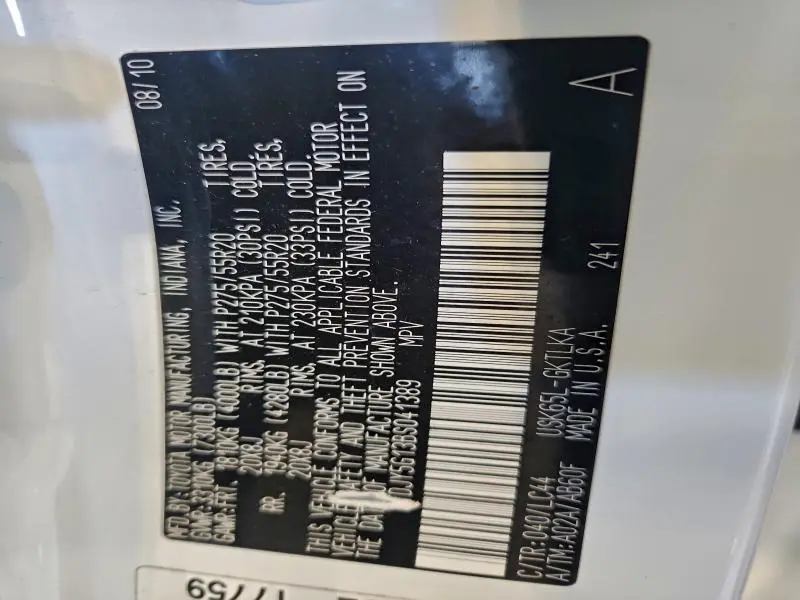 MFD.BY:TOYOTA MOTOR MANUFACTURING, INDIANA, INC. 08/10
GVWR:3310KG (7300LB)
GAWR:FRT. 1814KG (4000LB) WITH P275/55R20 TIRES,
20X8J RIMS, AT 210KPA (30PSI) COLD.
RR. 1940KG (4280LB) WITH P275/55R20 TIRES,
20X8J RIMS, AT 230KPA (33PSI) COLD.
THIS VEHICLE CONFORMS TO ALL APPLICABLE FEDERAL MOTOR
VEHICLE SAFETY AND THEFT PREVENTION STANDARDS IN EFFECT ON
THE DATE OF MANUFACTURE SHOWN ABOVE.
MPV
C/TR:040/LC44 USK65L-GKTLKA 241
A/TM:A02A/AB60F MADE IN U.S.A. A
17759